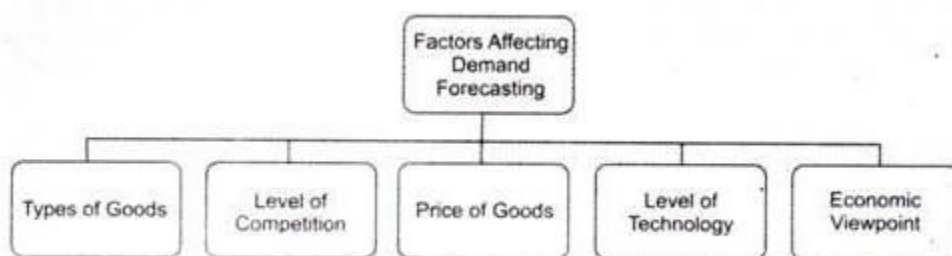 Factors Affecting
Demand
Forecasting
Types of Goods
Level of
Competition
Price of Goods
Level of
Technology
Economic
Viewpoint